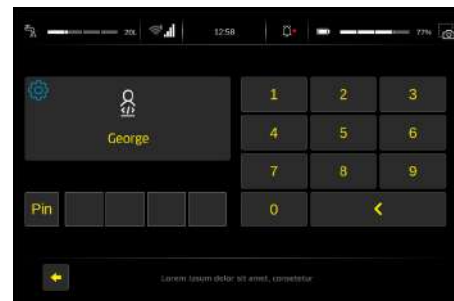 20L 12:58 77%
</>
George
1 2 3
4 5 6
7 8 9
Pin
0
Lorem ipsum dolor sit amet, consetetur